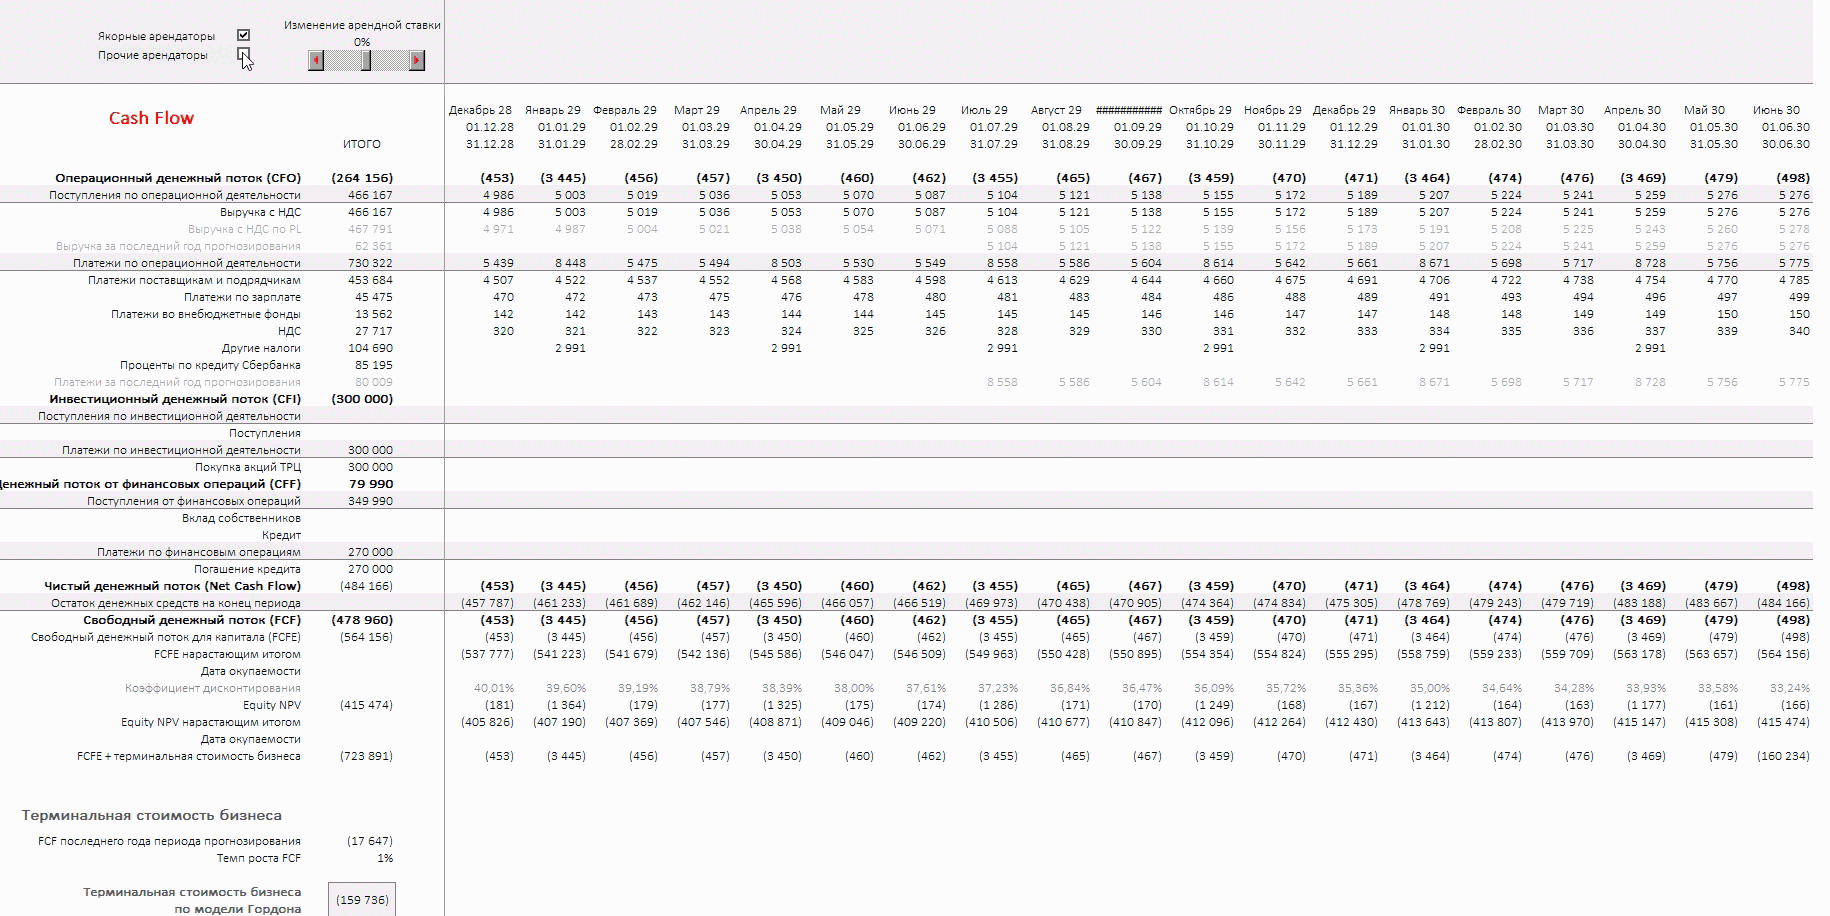 Якорные арендаторы
Прочие арендаторы
Изменение арендной ставки
0%
Cash Flow
Декабрь 28 Январь 29 Февраль 29 Март 29 Апрель 29 Май 29 Июнь 29 Июль 29 Август 29 ########### Октябрь 29 Ноябрь 29 Декабрь 29 Январь 30 Февраль 30 Март 30 Апрель 30 Май 30 Июнь 30
01.12.28 01.01.29 01.02.29 01.03.29 01.04.29 01.05.29 01.06.29 01.07.29 01.08.29 01.09.29 01.10.29 01.11.29 01.12.29 01.01.30 01.02.30 01.03.30 01.04.30 01.05.30 01.06.30
ИТОГО 31.12.28 31.01.29 28.02.29 31.03.29 30.04.29 31.05.29 30.06.29 31.07.29 31.08.29 30.09.29 31.10.29 30.11.29 31.12.29 31.01.30 28.02.30 31.03.30 30.04.30 31.05.30 30.06.30
Операционный денежный поток (CFO) (264 156) (453) (3 445) (456) (457) (3 450) (460) (462) (3 455) (465) (467) (3 459) (470) (471) (3 464) (474) (476) (3 469) (479) (498)
Поступления по операционной деятельности 466 167 4 986 5 003 5 019 5 036 5 053 5 070 5 087 5 104 5 121 5 138 5 155 5 172 5 189 5 207 5 224 5 241 5 259 5 276 5 276
Выручка с НДС 466 167 4 986 5 003 5 019 5 036 5 053 5 070 5 087 5 104 5 121 5 138 5 155 5 172 5 189 5 207 5 224 5 241 5 259 5 276 5 276
Выручка с НДС по PL 467 791 4 971 4 987 5 004 5 021 5 038 5 054 5 071 5 088 5 105 5 122 5 139 5 156 5 173 5 191 5 208 5 225 5 243 5 260 5 278
Выручка за последний год прогнозирования 62 361 5 104 5 121 5 138 5 155 5 172 5 189 5 207 5 224 5 241 5 259 5 276 5 276
Платежи по операционной деятельности 730 322 5 439 8 448 5 475 5 494 8 503 5 530 5 549 8 558 5 586 5 604 8 614 5 642 5 661 8 671 5 698 5 717 8 728 5 756 5 775
Платежи поставщикам и подрядчикам 453 684 4 507 4 522 4 537 4 552 4 568 4 583 4 598 4 613 4 629 4 644 4 660 4 675 4 691 4 706 4 722 4 738 4 754 4 770 4 785
Платежи по зарплате 45 475 470 472 473 475 476 478 480 481 483 484 486 488 489 491 493 494 496 497 499
Платежи во внебюджетные фонды 13 562 142 142 143 143 144 144 145 145 145 146 146 147 147 148 148 149 149 150 150
НДС 27 717 320 321 322 323 324 325 326 328 329 330 331 332 333 334 335 336 337 339 340
Другие налоги 104 690 2 991 2 991 2 991 2 991 2 991 2 991
Проценты по кредиту Сбербанка 85 195
Платежи за последний год прогнозирования 80 009 8 558 5 586 5 604 8 614 5 642 5 661 8 671 5 698 5 717 8 728 5 756 5 775
Инвестиционный денежный поток (CFI) (300 000)
Поступления по инвестиционной деятельности
Поступления
Платежи по инвестиционной деятельности 300 000
Покупка акций ТРЦ 300 000
Денежный поток от финансовых операций (CFF) 79 990
Поступления от финансовых операций 349 990
Вклад собственников
Кредит
Платежи по финансовым операциям 270 000
Погашение кредита 270 000
Чистый денежный поток (Net Cash Flow) (484 166) (453) (3 445) (456) (457) (3 450) (460) (462) (3 455) (465) (467) (3 459) (470) (471) (3 464) (474) (476) (3 469) (479) (498)
Остаток денежных средств на конец периода (457 787) (461 233) (461 689) (462 146) (465 596) (466 057) (466 519) (469 973) (470 438) (470 905) (474 364) (474 834) (475 305) (478 769) (479 243) (479 719) (483 188) (483 667) (484 166)
Свободный денежный поток (FCF) (478 960) (453) (3 445) (456) (457) (3 450) (460) (462) (3 455) (465) (467) (3 459) (470) (471) (3 464) (474) (476) (3 469) (479) (498)
Свободный денежный поток для капитала (FCFE) (564 156) (453) (3 445) (456) (457) (3 450) (460) (462) (3 455) (465) (467) (3 459) (470) (471) (3 464) (474) (476) (3 469) (479) (498)
FCFE нарастающим итогом (537 777) (541 223) (541 679) (542 136) (545 586) (546 047) (546 509) (549 963) (550 428) (550 895) (554 354) (554 824) (555 295) (558 759) (559 233) (559 709) (563 178) (563 657) (564 156)
Дата окупаемости
Коэффициент дисконтирования 40,01% 39,60% 39,19% 38,79% 38,39% 38,00% 37,61% 37,23% 36,84% 36,47% 36,09% 35,72% 35,36% 35,00% 34,64% 34,28% 33,93% 33,58% 33,24%
Equity NPV (415 474) (181) (1 364) (179) (177) (1 325) (175) (174) (1 286) (171) (170) (1 249) (168) (167) (1 212) (164) (163) (1 177) (161) (166)
Equity NPV нарастающим итогом (405 826) (407 190) (407 369) (407 546) (408 871) (409 046) (409 220) (410 506) (410 677) (410 847) (412 096) (412 264) (412 430) (413 643) (413 807) (413 970) (415 147) (415 308) (415 474)
Дата окупаемости
FCFE + терминальная стоимость бизнеса (723 891) (453) (3 445) (456) (457) (3 450) (460) (462) (3 455) (465) (467) (3 459) (470) (471) (3 464) (474) (476) (3 469) (479) (160 234)
Терминальная стоимость бизнеса
FCF последнего года периода прогнозирования (17 647)
Темп роста FCF 1%
Терминальная стоимость бизнеса
по модели Гордона (159 736)